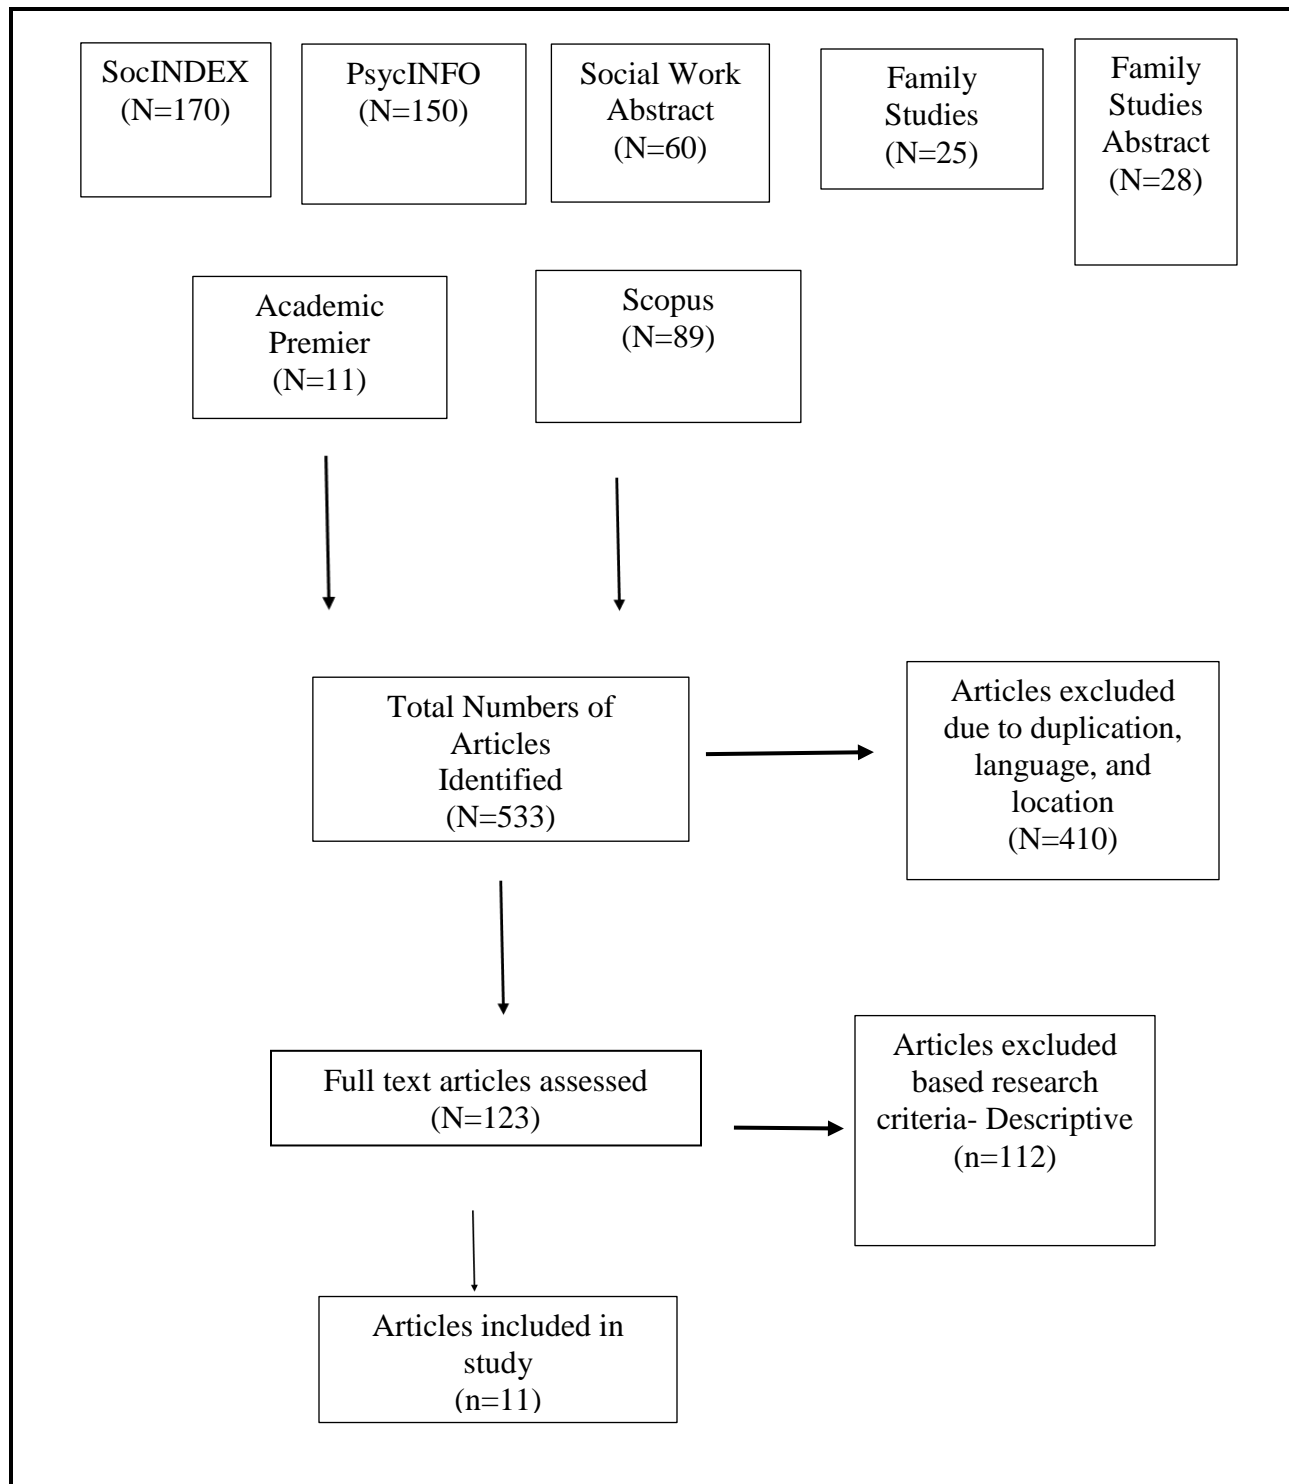 SocINDEX
(N=170)
PsycINFO
(N=150)
Social Work
Abstract
(N=60)
Family
Studies
(N=25)
Family
Studies
Abstract
(N=28)
Academic
Premier
(N=11)
Scopus
(N=89)
Total Numbers of
Articles
Identified
(N=533)
Articles excluded
due to duplication,
language, and
location
(N=410)
Full text articles assessed
(N=123)
Articles excluded
based research
criteria- Descriptive
(n=112)
Articles included in
study
(n=11)